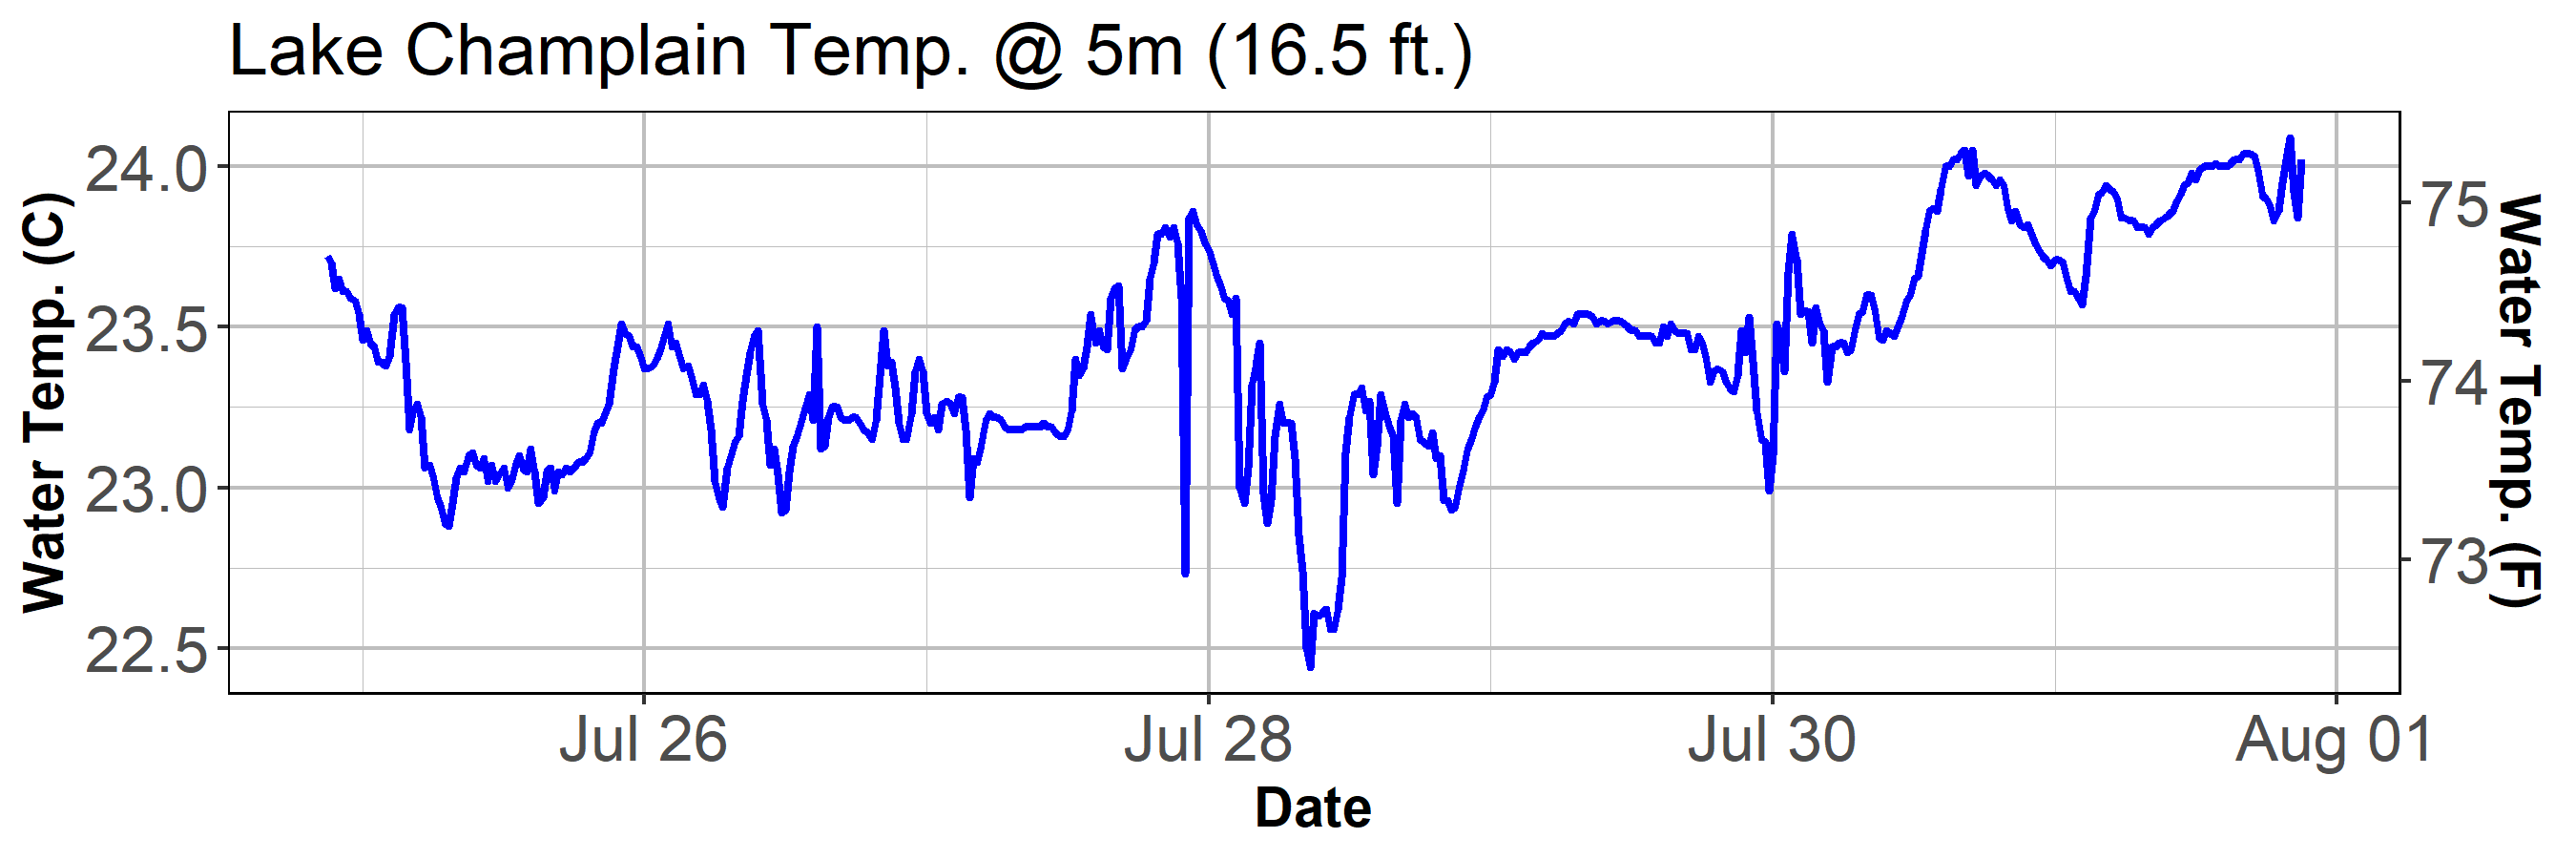 Lake Champlain Temp. @ 5m (16.5 ft.)
Water Temp. (C)
24.0
23.5
23.0
22.5
75
74
73
Water Temp. (F)
Jul 26 Jul 28 Jul 30 Aug 01
Date